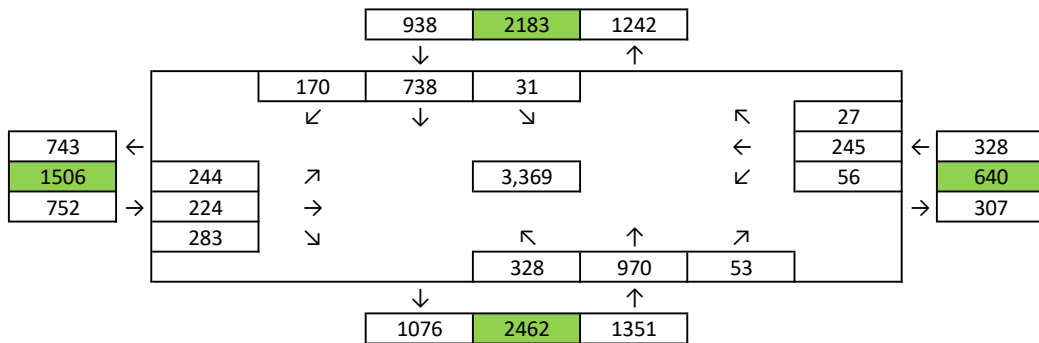 938 2183 1242
↓ ↑
170 738 31
↙ ↓ ↘ ↖ 27
743 ← ← 245 ← 328
1506 244 ↗ 3,369 ↙ 56 640
752 → 224 → → 307
283 ↘ ↖ ↑ ↗
328 970 53
↓ ↑
1076 2462 1351